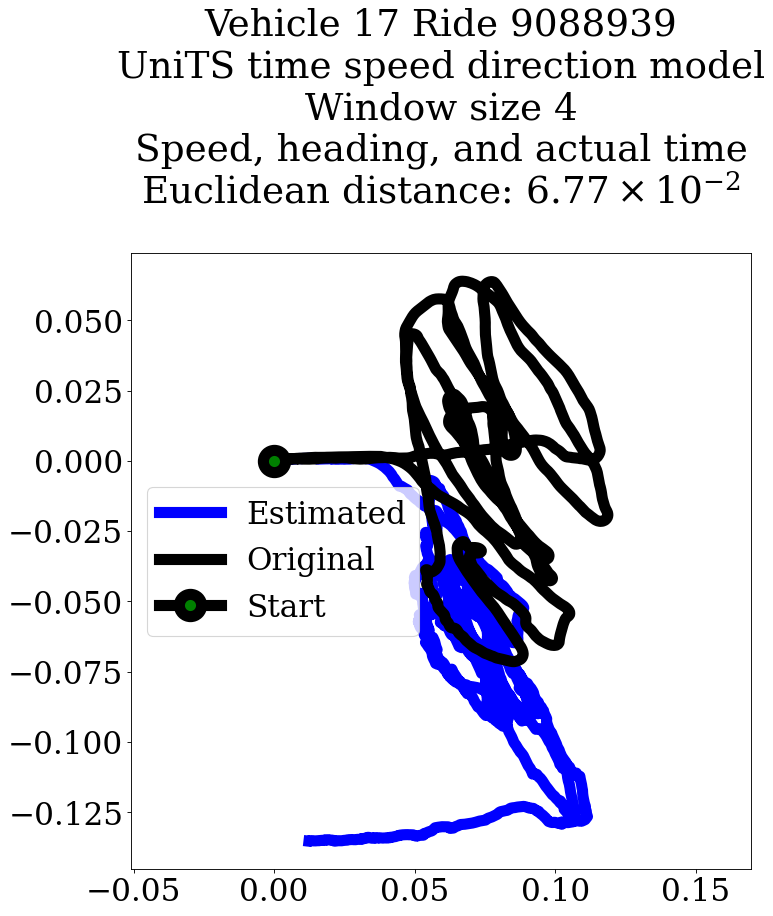 Vehicle 17 Ride 9088939
UniTS time speed direction model
Window size 4
Speed, heading, and actual time
Euclidean distance: 6.77 × 10⁻²
0.050
0.025
0.000
−0.025
−0.050
−0.075
−0.100
−0.125
Estimated
Original
Start
−0.05 0.00 0.05 0.10 0.15